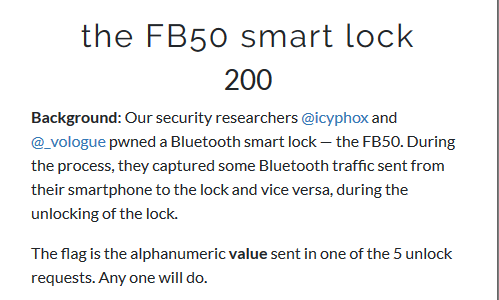 the FB50 smart lock
200
Background: Our security researchers @icyphox and
@_vologue pwned a Bluetooth smart lock — the FB50. During
the process, they captured some Bluetooth traffic sent from
their smartphone to the lock and vice versa, during the
unlocking of the lock.
The flag is the alphanumeric value sent in one of the 5 unlock
requests. Any one will do.